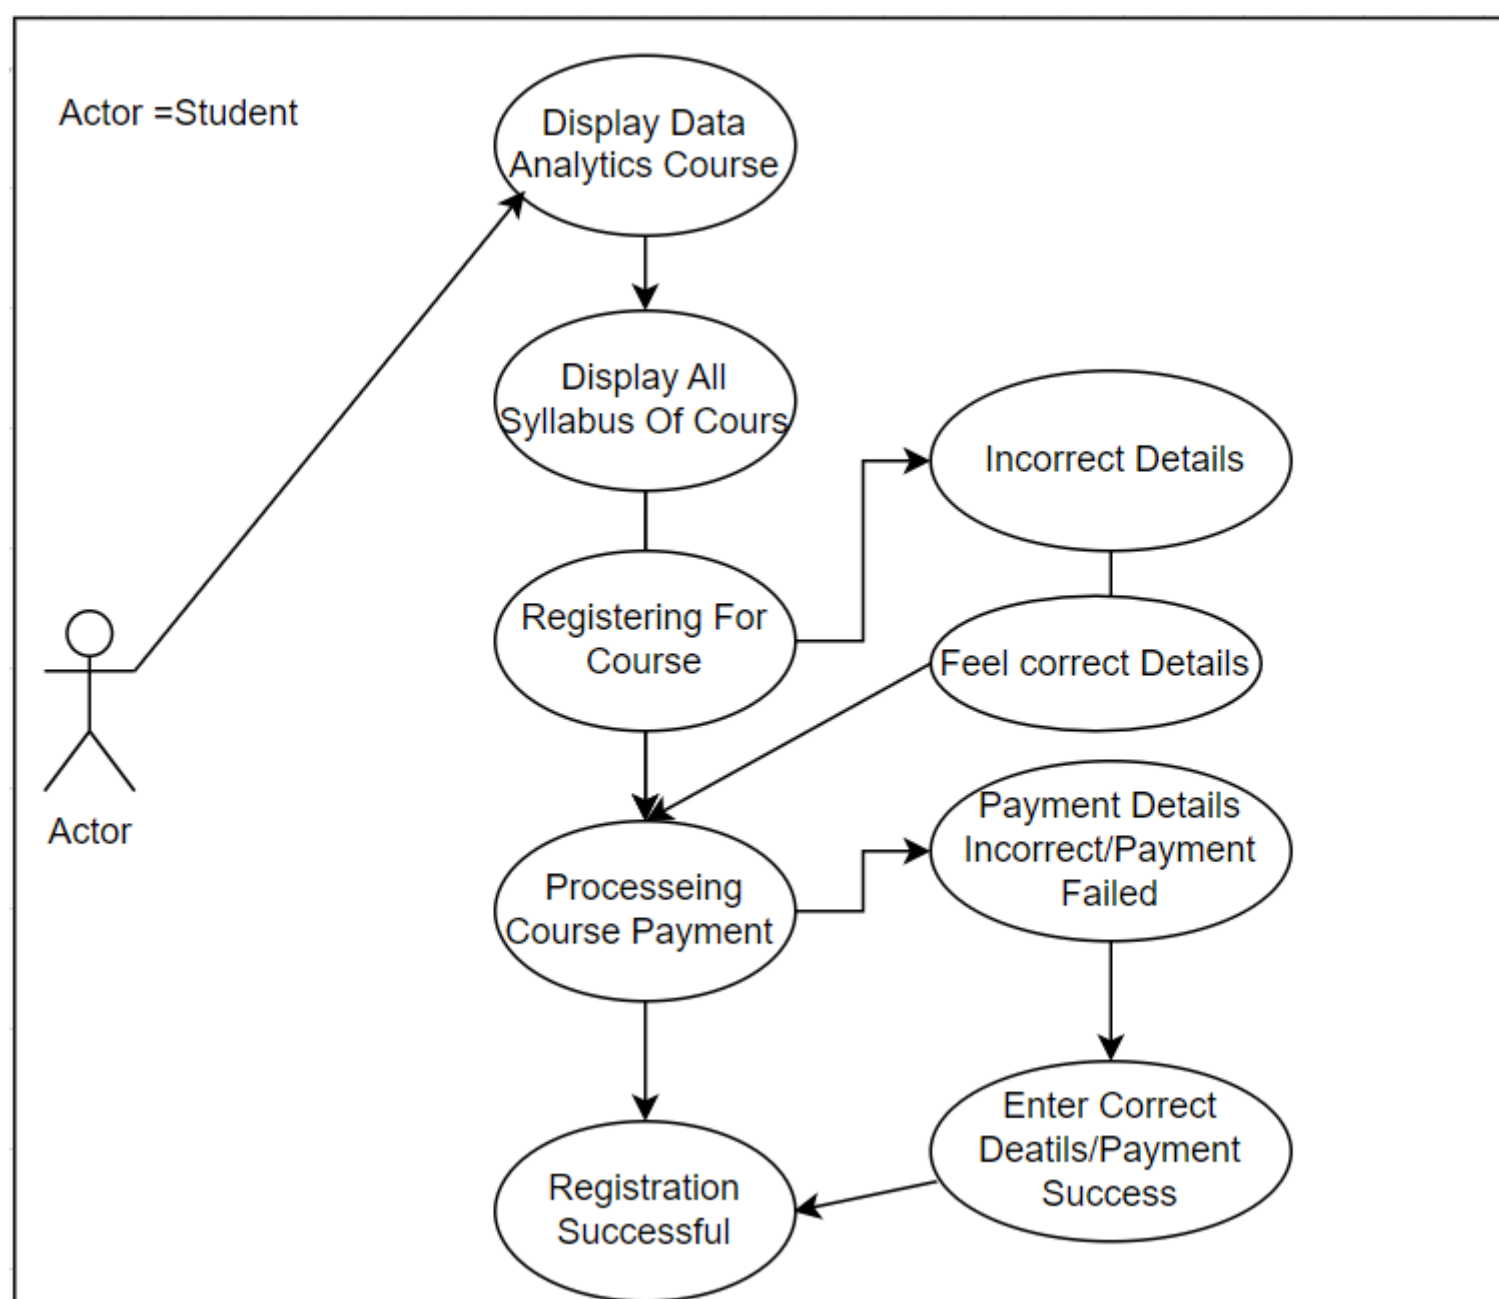 Actor =Student
Display Data
Analytics Course
Display All
Syllabus Of Cours
Incorrect Details
Registering For
Course
Feel correct Details
Actor
Payment Details
Incorrect/Payment
Failed
Processeing
Course Payment
Enter Correct
Deatils/Payment
Success
Registration
Successful